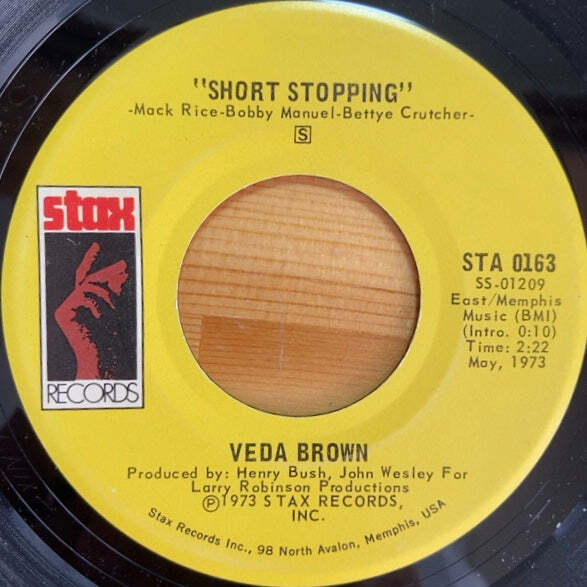 "SHORT STOPPING"
-Mack Rice-Bobby Manuel-Bettye Crutcher-
S
stax
RECORDS
STA 0163
SS-01209
East/Memphis
Music (BMI)
(Intro. 0:10)
Time: 2:22
May, 1973
VEDA BROWN
Produced by: Henry Bush, John Wesley For
Larry Robinson Productions
Ⓟ1973 STAX RECORDS,
INC.
Stax Records Inc., 98 North Avalon, Memphis, USA